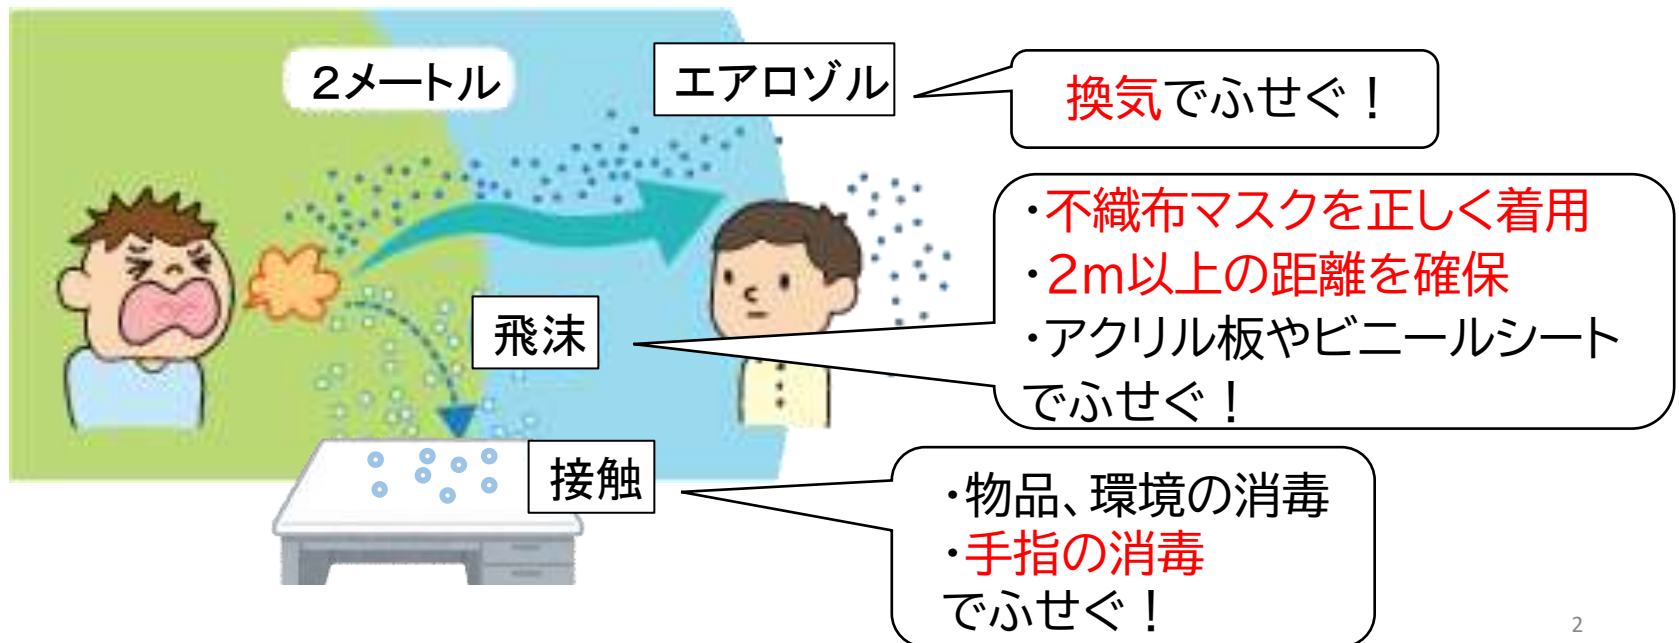 2メートル
エアロゾル
換気でふせぐ！
・不織布マスクを正しく着用
・2m以上の距離を確保
・アクリル板やビニールシート
でふせぐ！
飛沫
接触
・物品、環境の消毒
・手指の消毒
でふせぐ！
2